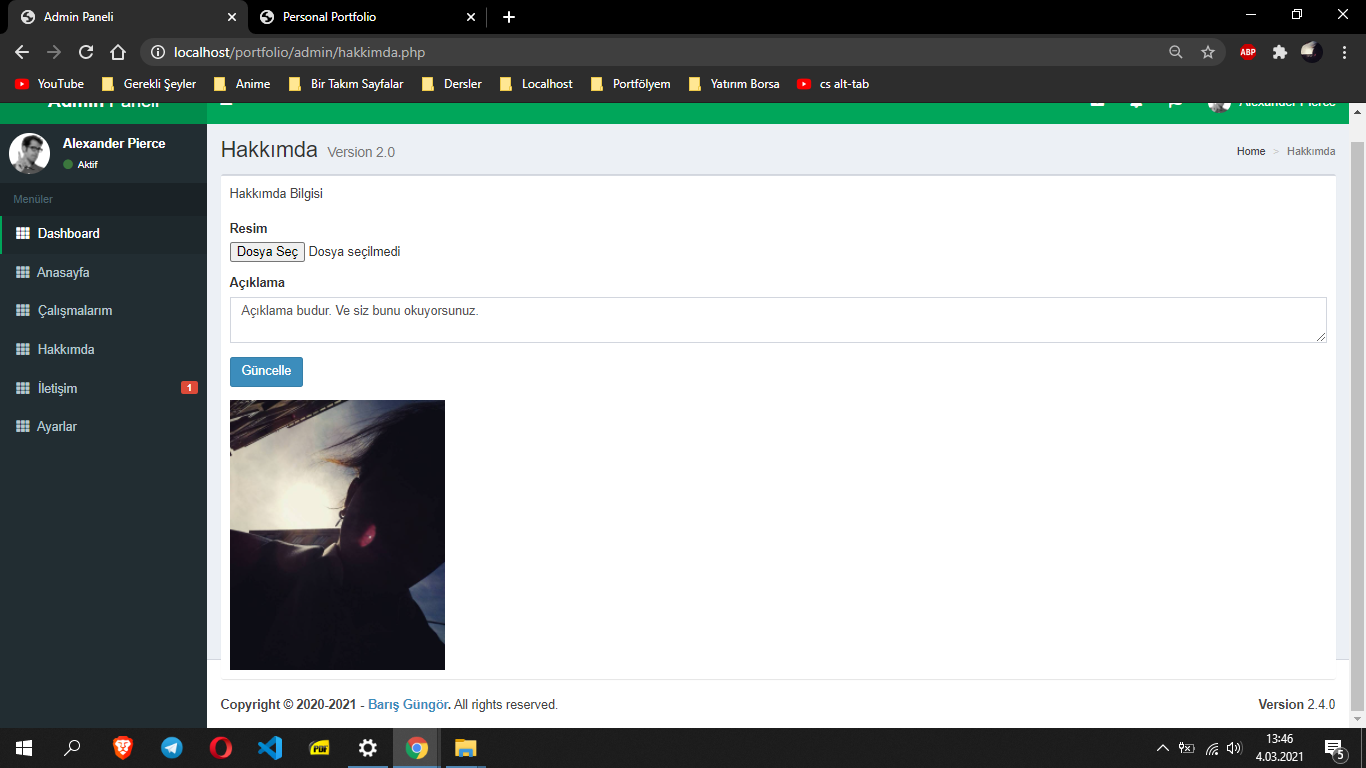 Admin Paneli
Personal Portfolio
localhost/portfolio/admin/hakkimda.php
ABP
YouTube
Gerekli Şeyler
Anime
Bir Takım Sayfalar
Dersler
Localhost
Portfölyem
Yatırım Borsa
cs alt-tab
Admin Paneli
Alexander Pierce
Alexander Pierce
Aktif
Menüler
Dashboard
Anasayfa
Çalışmalarım
Hakkımda
İletişim 1
Ayarlar
Hakkımda Version 2.0
Home > Hakkımda
Hakkımda Bilgisi
Resim
Dosya Seç Dosya seçilmedi
Açıklama
Açıklama budur. Ve siz bunu okuyorsunuz.
Güncelle
Copyright © 2020-2021 - Barış Güngör. All rights reserved.
Version 2.4.0
PDF
13:46
4.03.2021
5